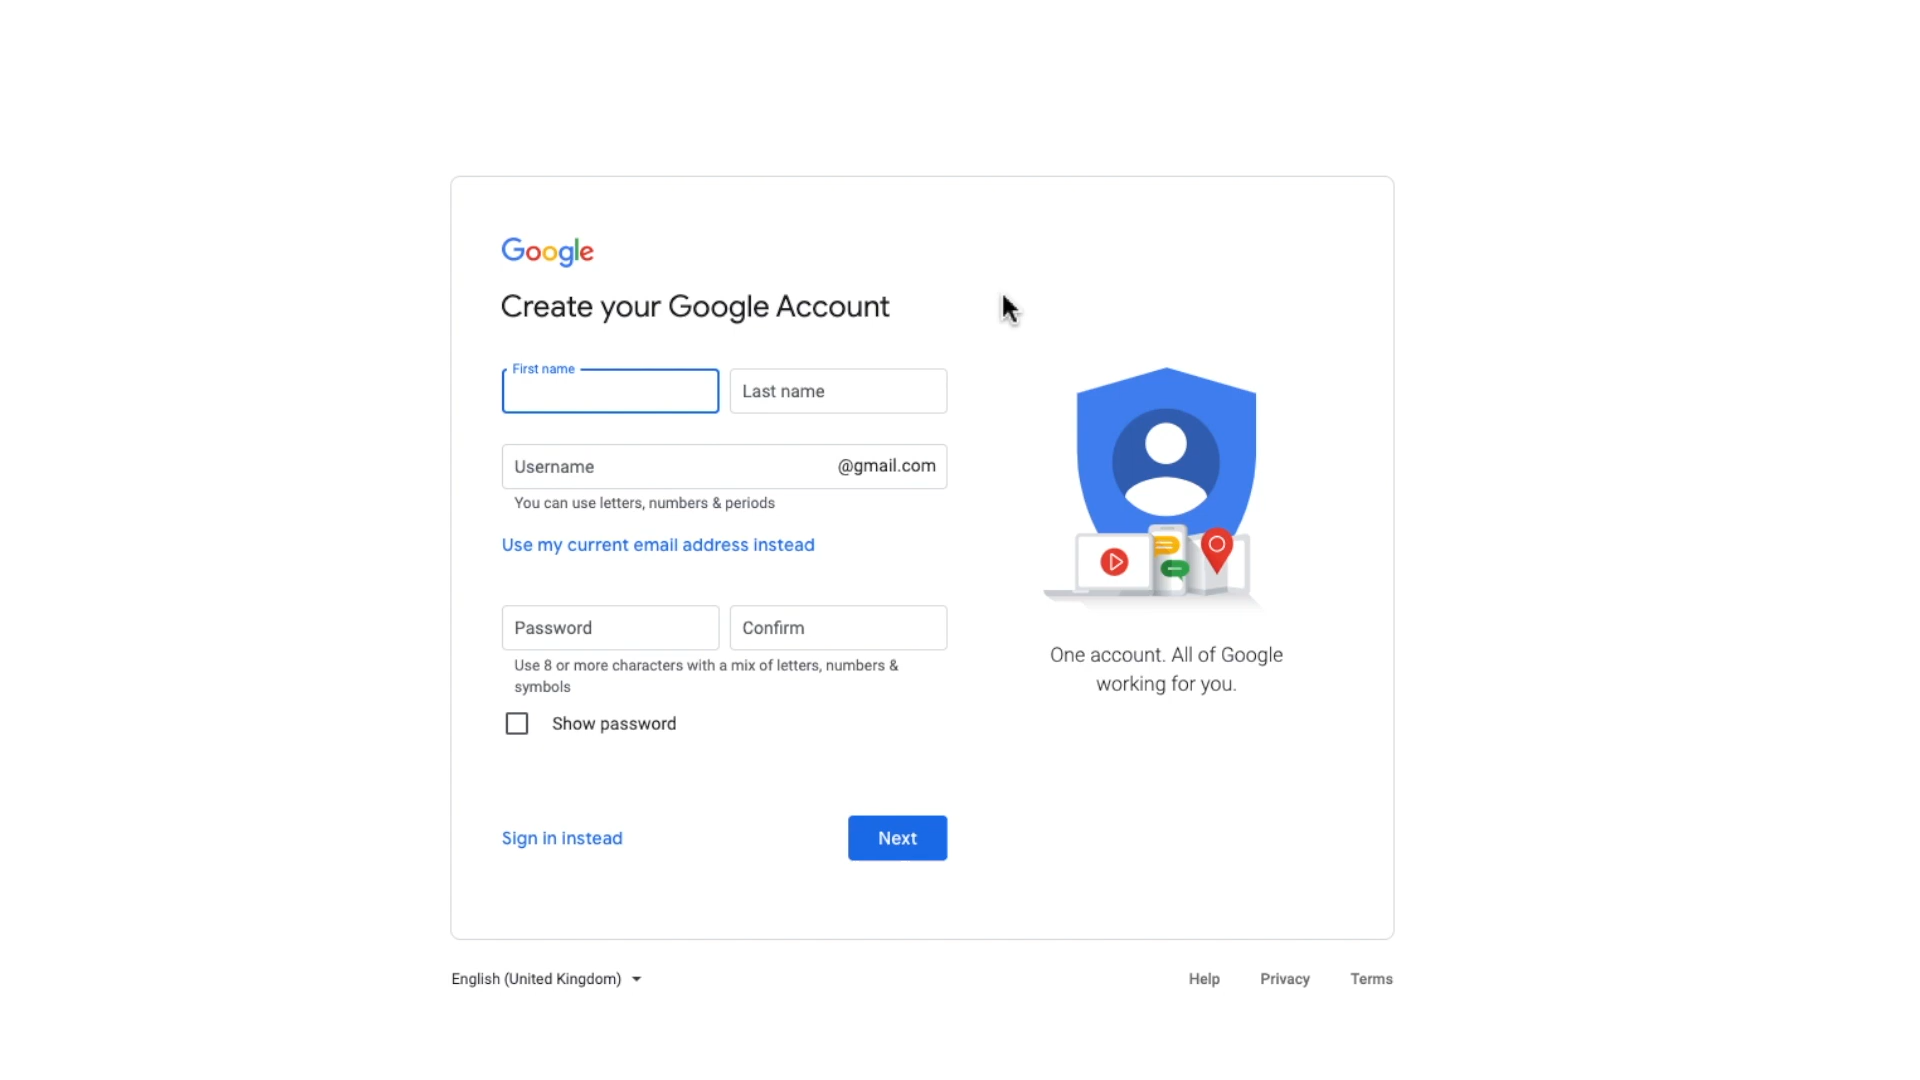 Google
Create your Google Account
First name
Last name
Username
@gmail.com
You can use letters, numbers & periods
Use my current email address instead
Password
Confirm
Use 8 or more characters with a mix of letters, numbers &
symbols
Show password
Sign in instead
Next
One account. All of Google
working for you.
English (United Kingdom)
Help
Privacy
Terms